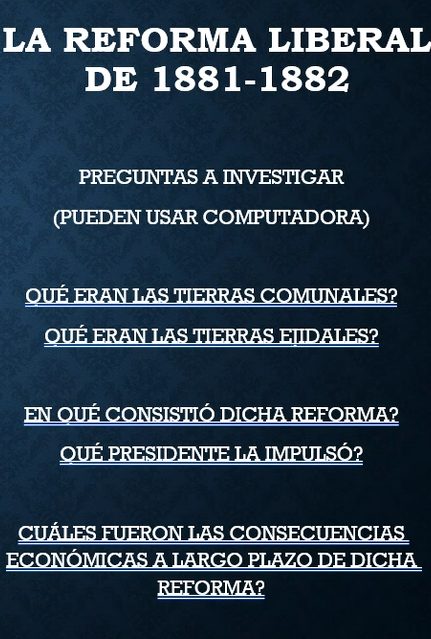 LA REFORMA LIBERAL
DE 1881-1882
PREGUNTAS A INVESTIGAR
(PUEDEN USAR COMPUTADORA)
QUÉ ERAN LAS TIERRAS COMUNALES?
QUÉ ERAN LAS TIERRAS EJIDALES?
EN QUÉ CONSISTIÓ DICHA REFORMA?
QUÉ PRESIDENTE LA IMPULSÓ?
CUÁLES FUERON LAS CONSECUENCIAS
ECONÓMICAS A LARGO PLAZO DE DICHA
REFORMA?